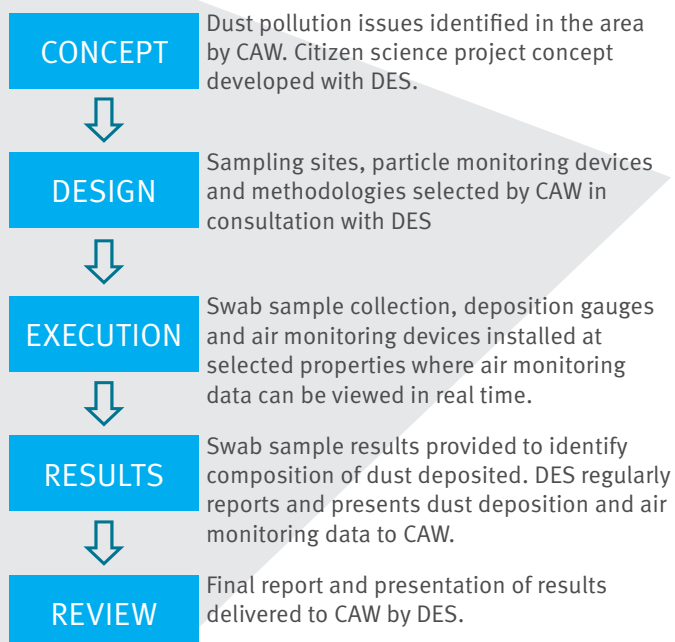 CONCEPT
Dust pollution issues identified in the area
by CAW. Citizen science project concept
developed with DES.
DESIGN
Sampling sites, particle monitoring devices
and methodologies selected by CAW in
consultation with DES
EXECUTION
Swab sample collection, deposition gauges
and air monitoring devices installed at
selected properties where air monitoring
data can be viewed in real time.
RESULTS
Swab sample results provided to identify
composition of dust deposited. DES regularly
reports and presents dust deposition and air
monitoring data to CAW.
REVIEW
Final report and presentation of results
delivered to CAW by DES.